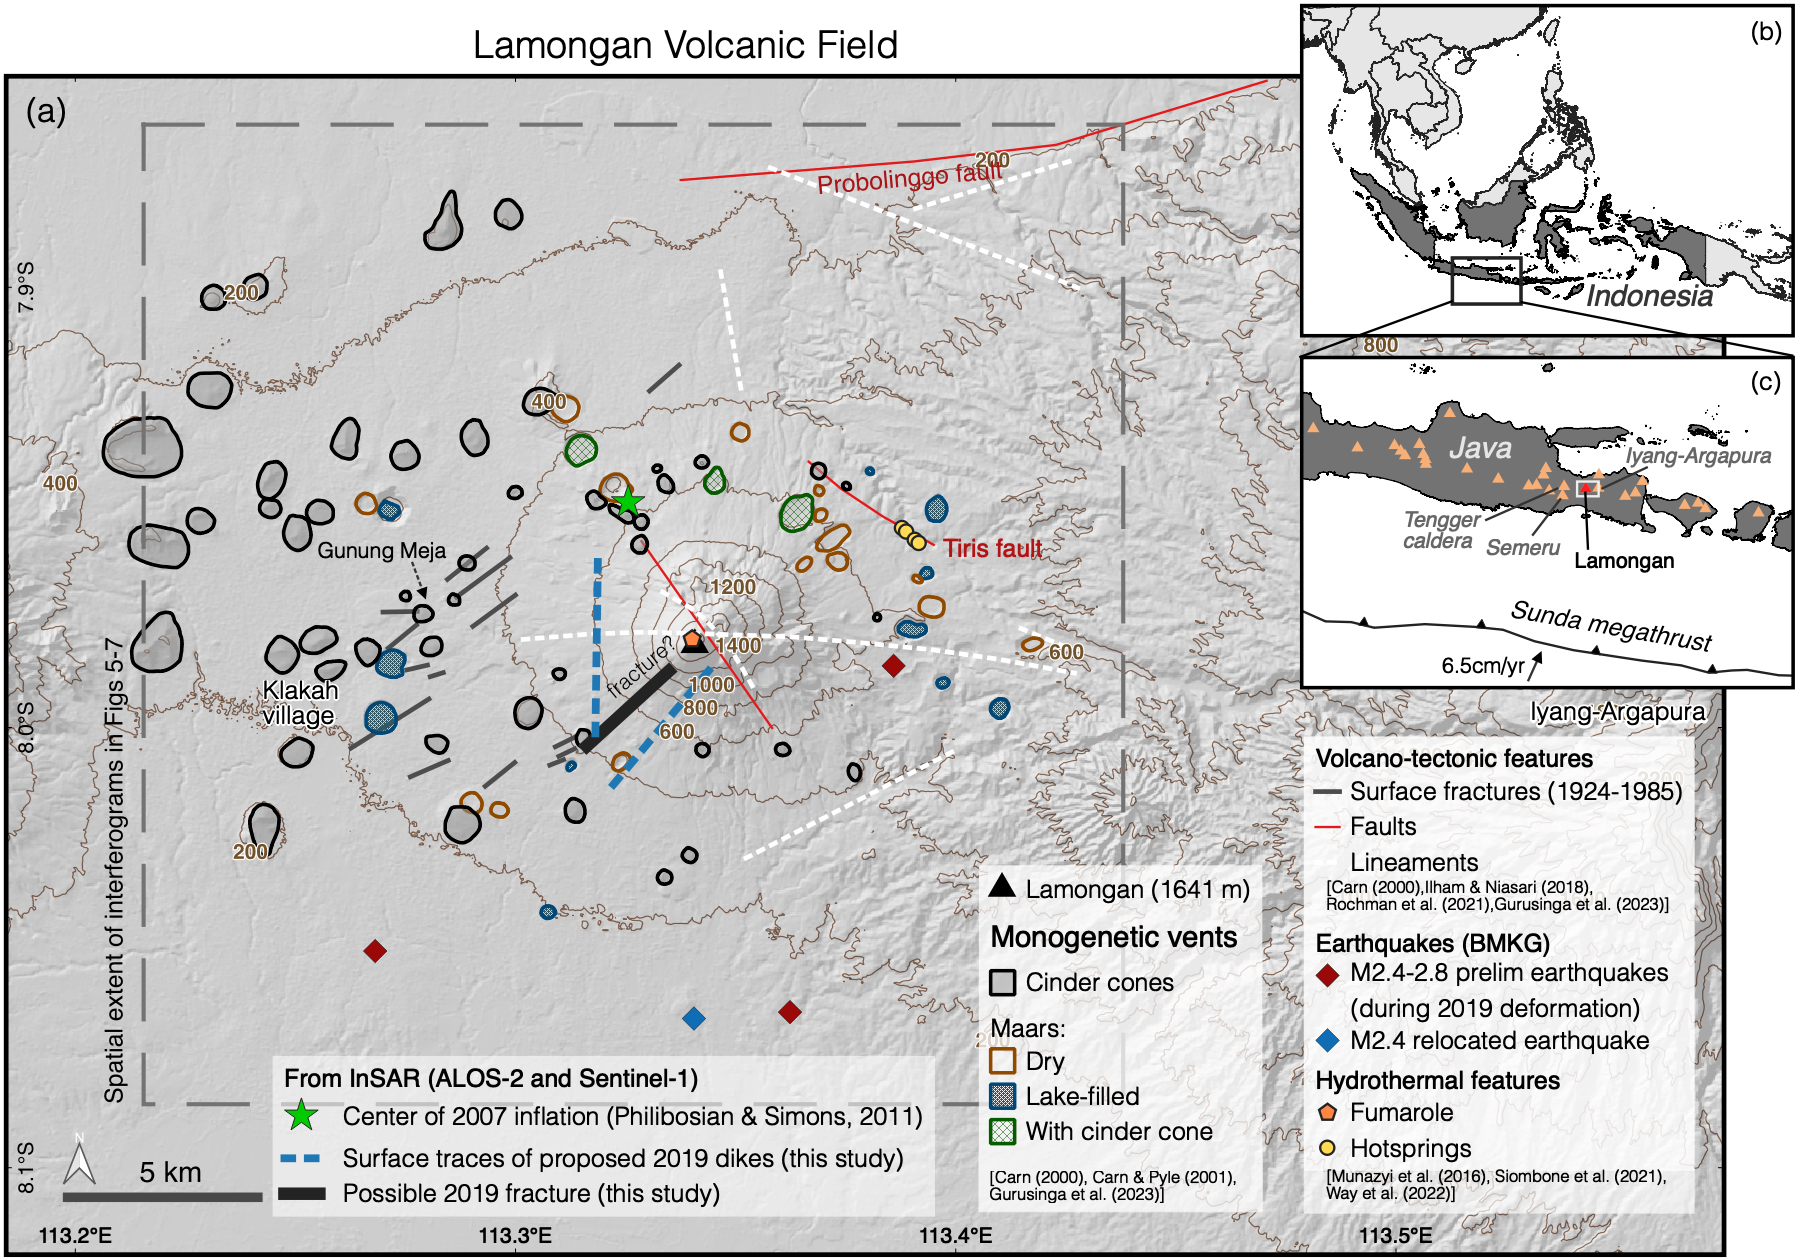 Lamongan Volcanic Field
(a)
(b)
Indonesia
(c)
Java
Iyang-Argapura
Tengger
caldera
Semeru
Lamongan
Sunda megathrust
6.5cm/yr
Probolinggo fault
200
200
800
400
400
Gunung Meja
Tiris fault
1200
1400
fracture?
1000
800
600
600
Klakah
village
200
200
Iyang-Argapura
Spatial extent of interferograms in Figs 5-7
7.9°S
8.0°S
8.1°S
N
5 km
113.2°E
113.3°E
113.4°E
113.5°E
From InSAR (ALOS-2 and Sentinel-1)
Center of 2007 inflation (Philibosian & Simons, 2011)
Surface traces of proposed 2019 dikes (this study)
Possible 2019 fracture (this study)
Lamongan (1641 m)
Monogenetic vents
Cinder cones
Maars:
Dry
Lake-filled
With cinder cone
[Carn (2000), Carn & Pyle (2001),
Gurusinga et al. (2023)]
Volcano-tectonic features
Surface fractures (1924-1985)
Faults
Lineaments
[Carn (2000),Ilham & Niasari (2018),
Rochman et al. (2021),Gurusinga et al. (2023)]
Earthquakes (BMKG)
M2.4-2.8 prelim earthquakes
(during 2019 deformation)
M2.4 relocated earthquake
Hydrothermal features
Fumarole
Hotsprings
[Munazyi et al. (2016), Siombone et al. (2021),
Way et al. (2022)]